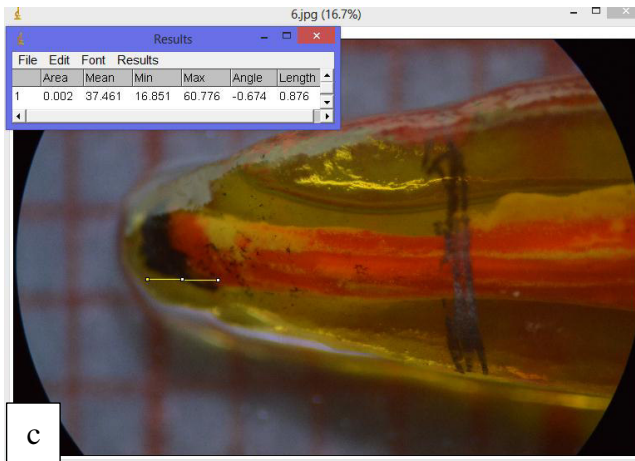 6.jpg (16.7%)
Results
File Edit Font Results
Area Mean Min Max Angle Length
1 0.002 37.461 16.851 60.776 -0.674 0.876
c